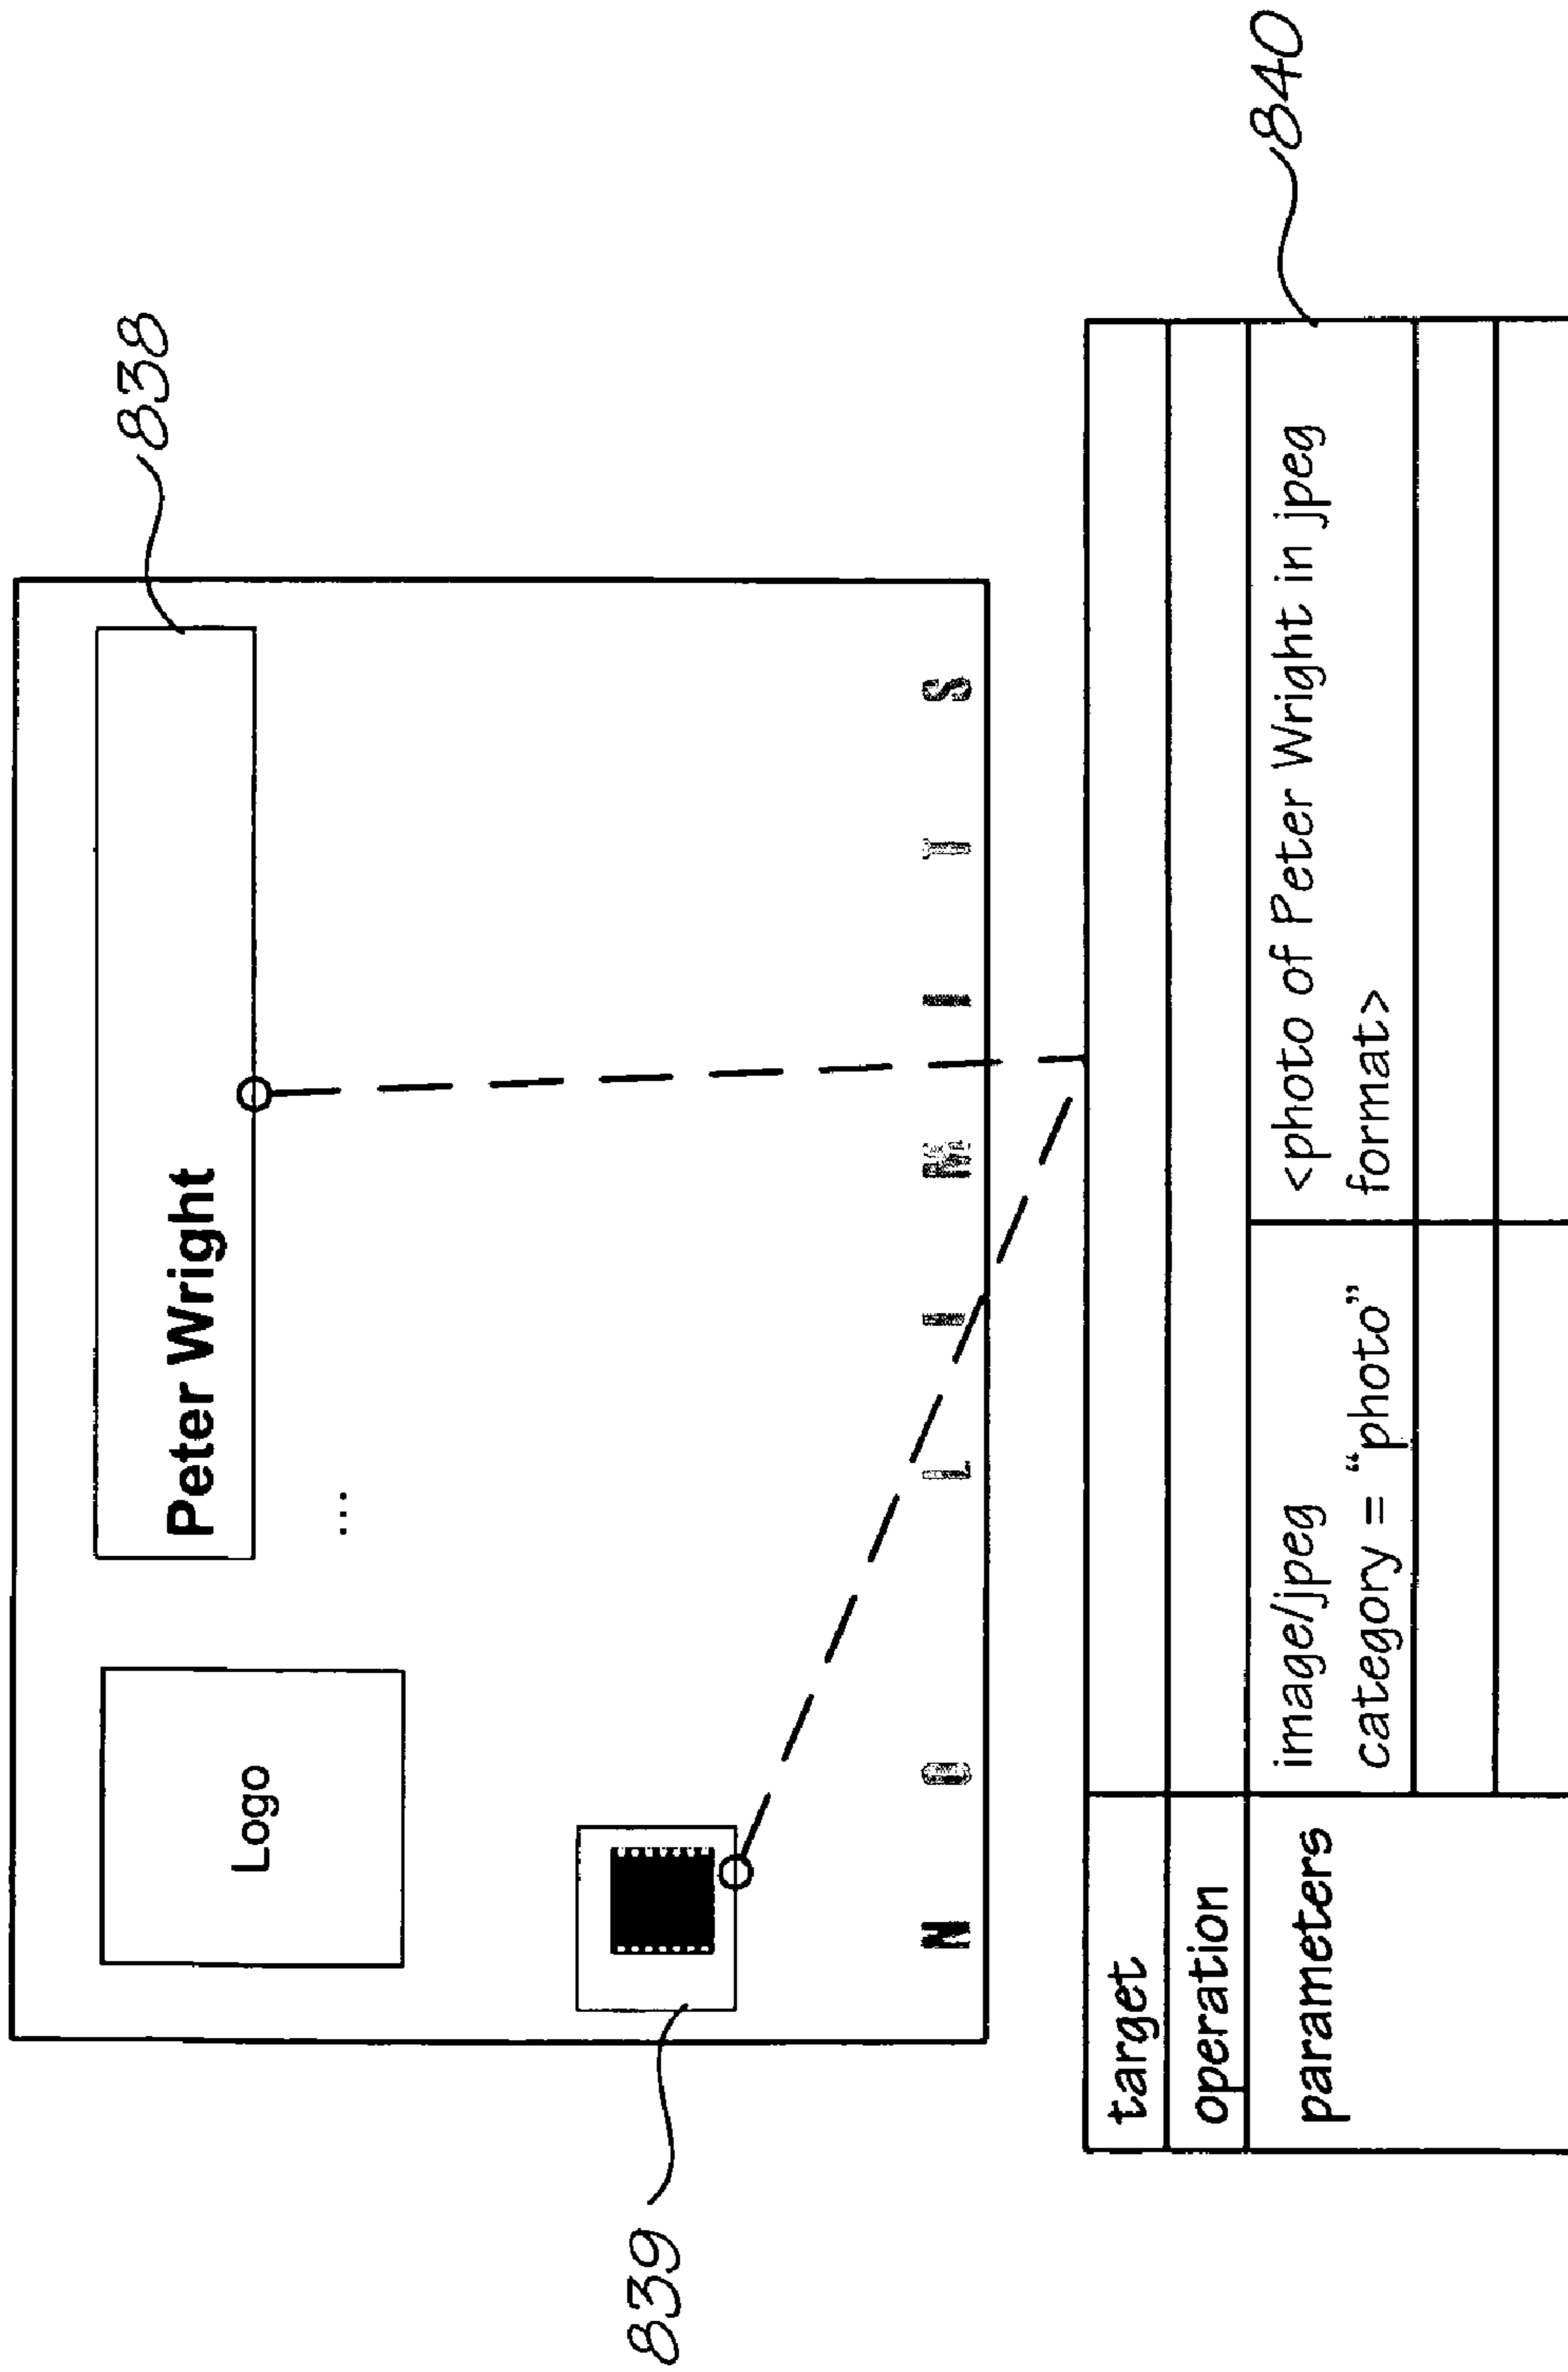 838
Logo
Peter Wright
...
839
N O L I M I T S
target
operation
parameters
image/jpeg
category = “photo”
<photo of Peter Wright in jpeg
format>
840